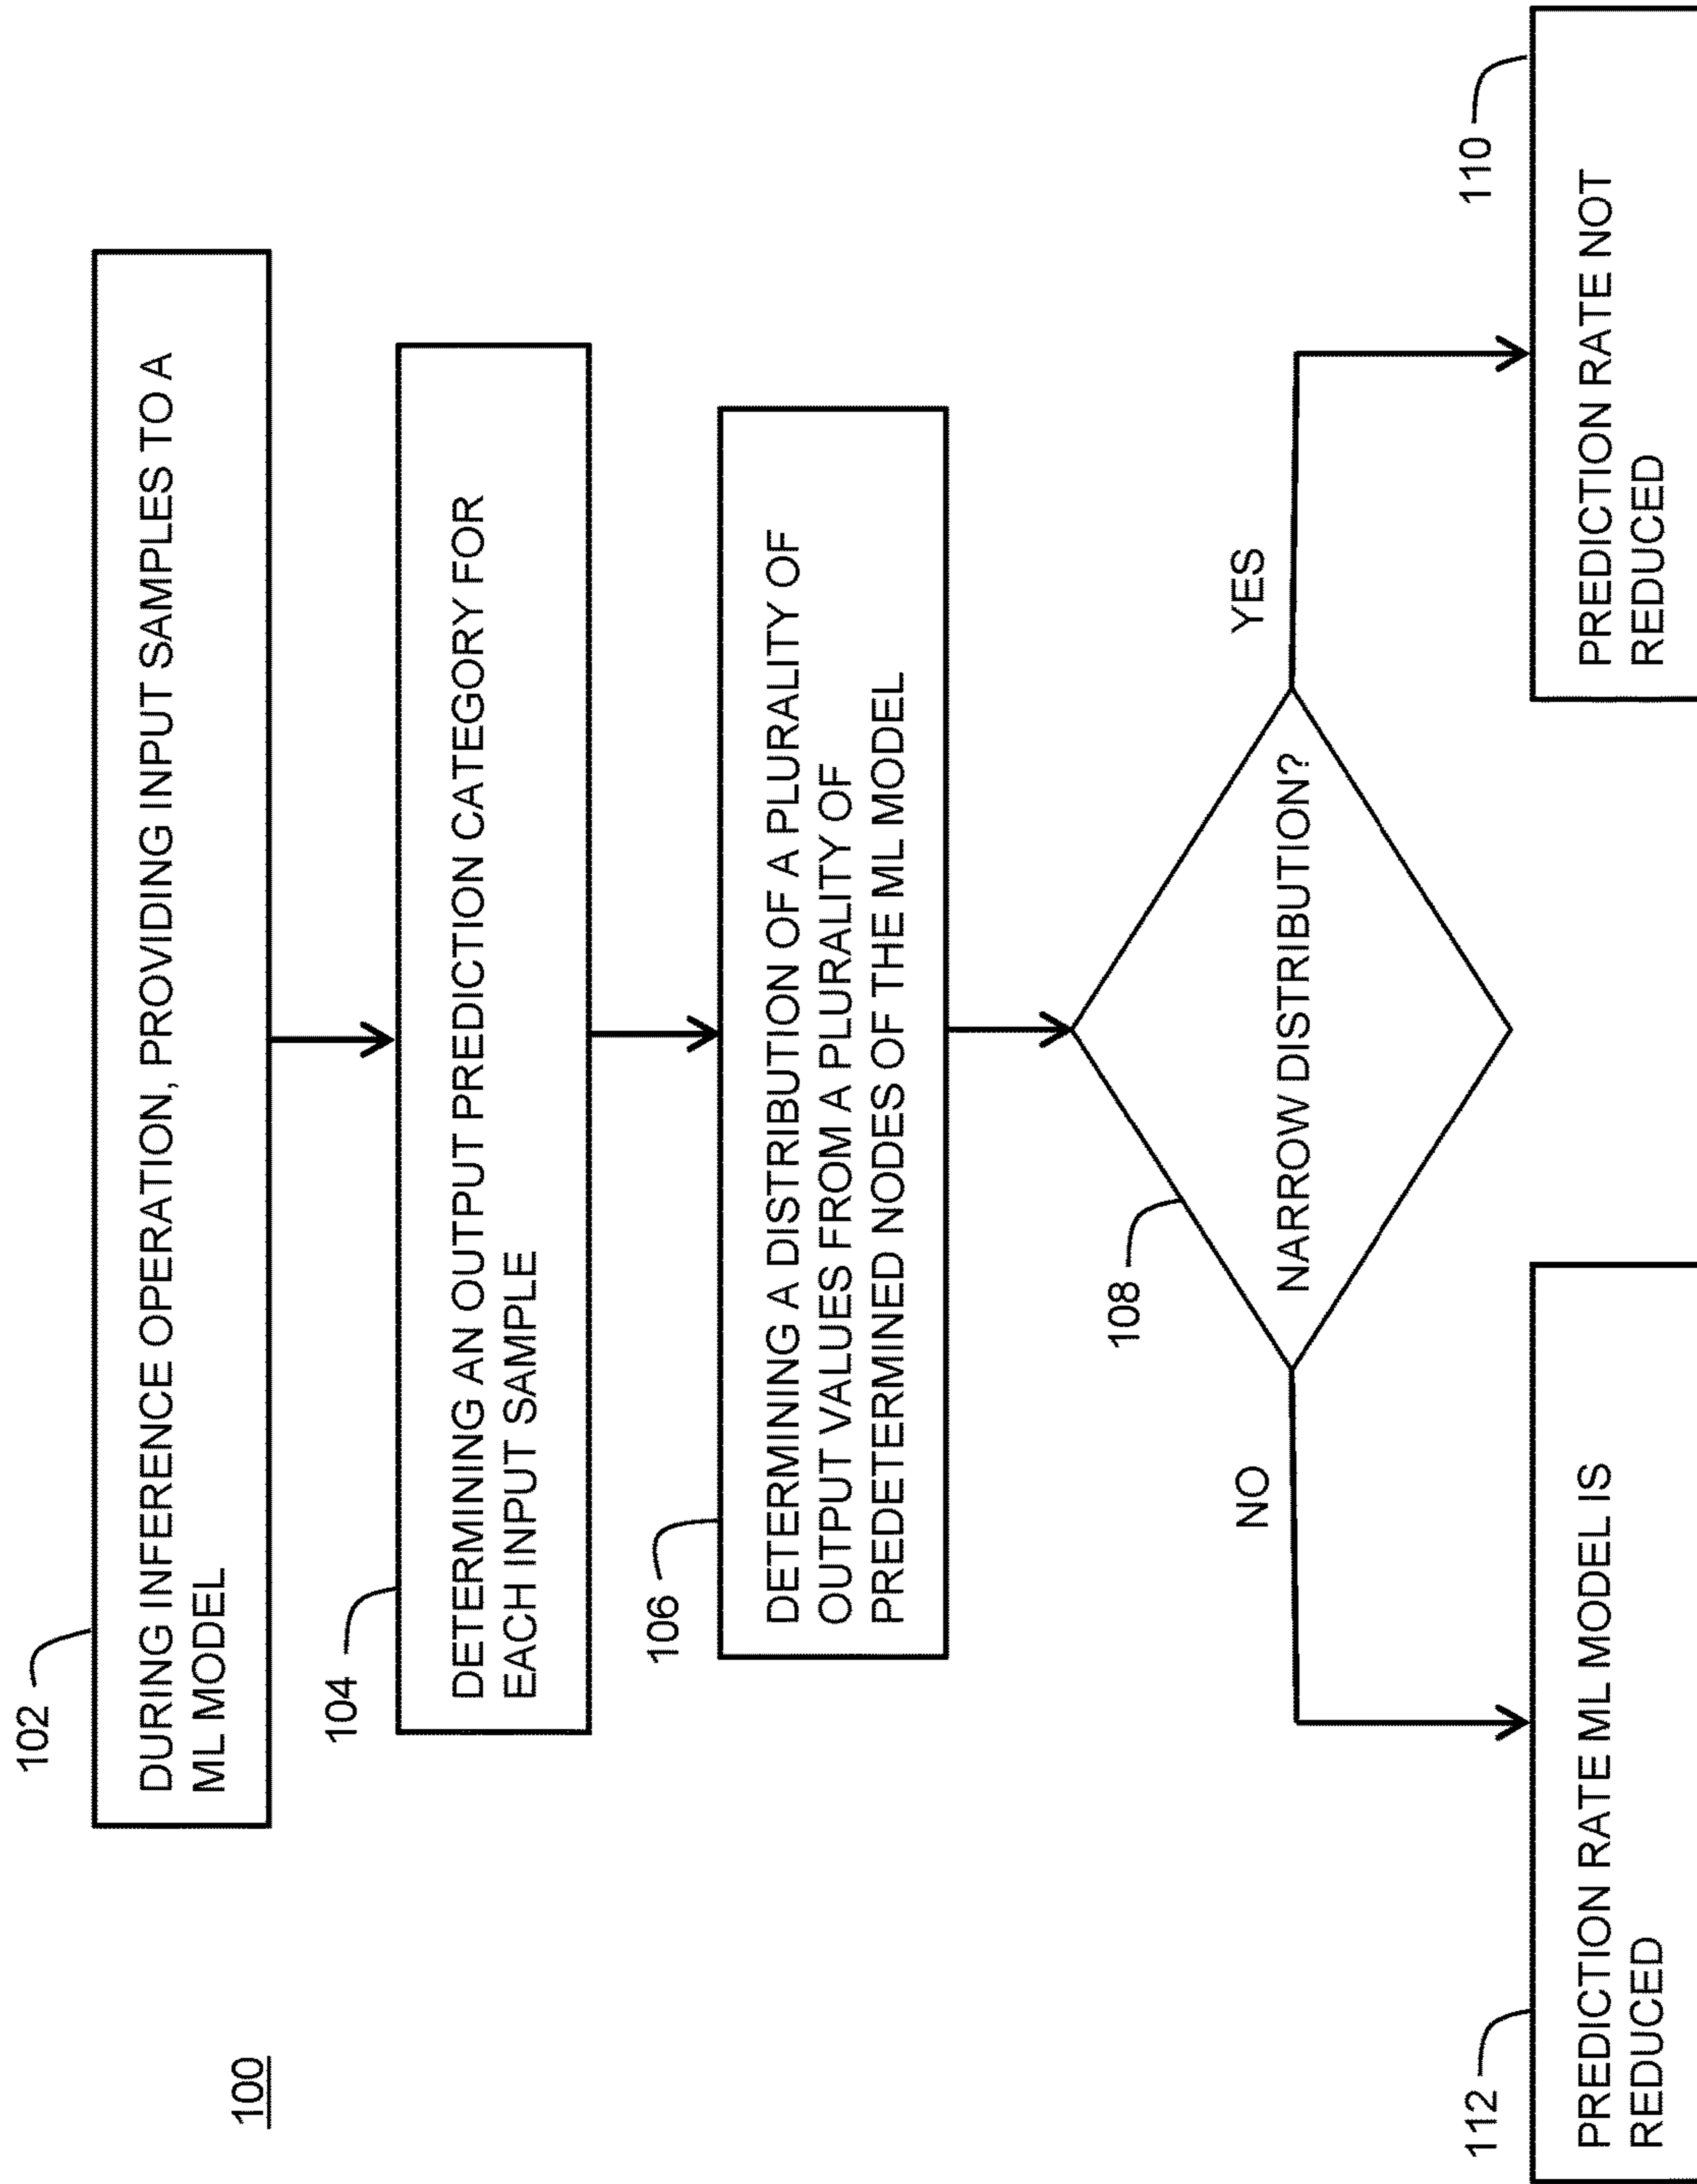 100
102
DURING INFERENCE OPERATION, PROVIDING INPUT SAMPLES TO A
ML MODEL
104
DETERMINING AN OUTPUT PREDICTION CATEGORY FOR
EACH INPUT SAMPLE
106
DETERMINING A DISTRIBUTION OF A PLURALITY OF
OUTPUT VALUES FROM A PLURALITY OF
PREDETERMINED NODES OF THE ML MODEL
108
NARROW DISTRIBUTION?
NO
YES
112
PREDICTION RATE ML MODEL IS
REDUCED
110
PREDICTION RATE NOT
REDUCED